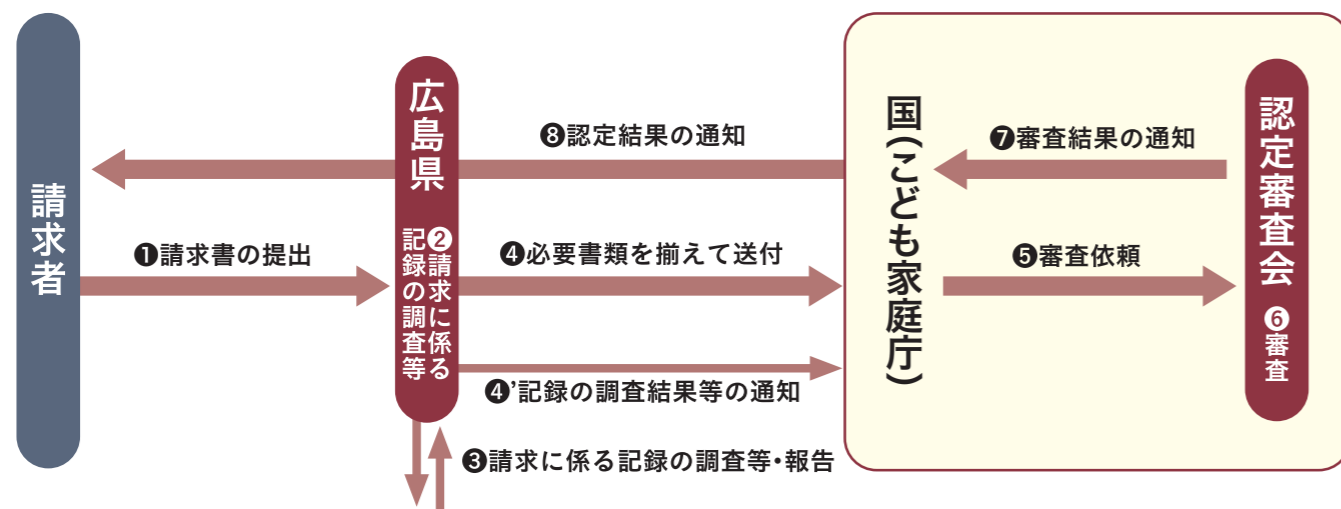 請求者
❶請求書の提出
広島県
❷請求に係る
記録の調査等
❽認定結果の通知
❹必要書類を揃えて送付
❹'記録の調査結果等の通知
❸請求に係る記録の調査等・報告
国(こども家庭庁)
❼審査結果の通知
❺審査依頼
認定審査会 ❻審査